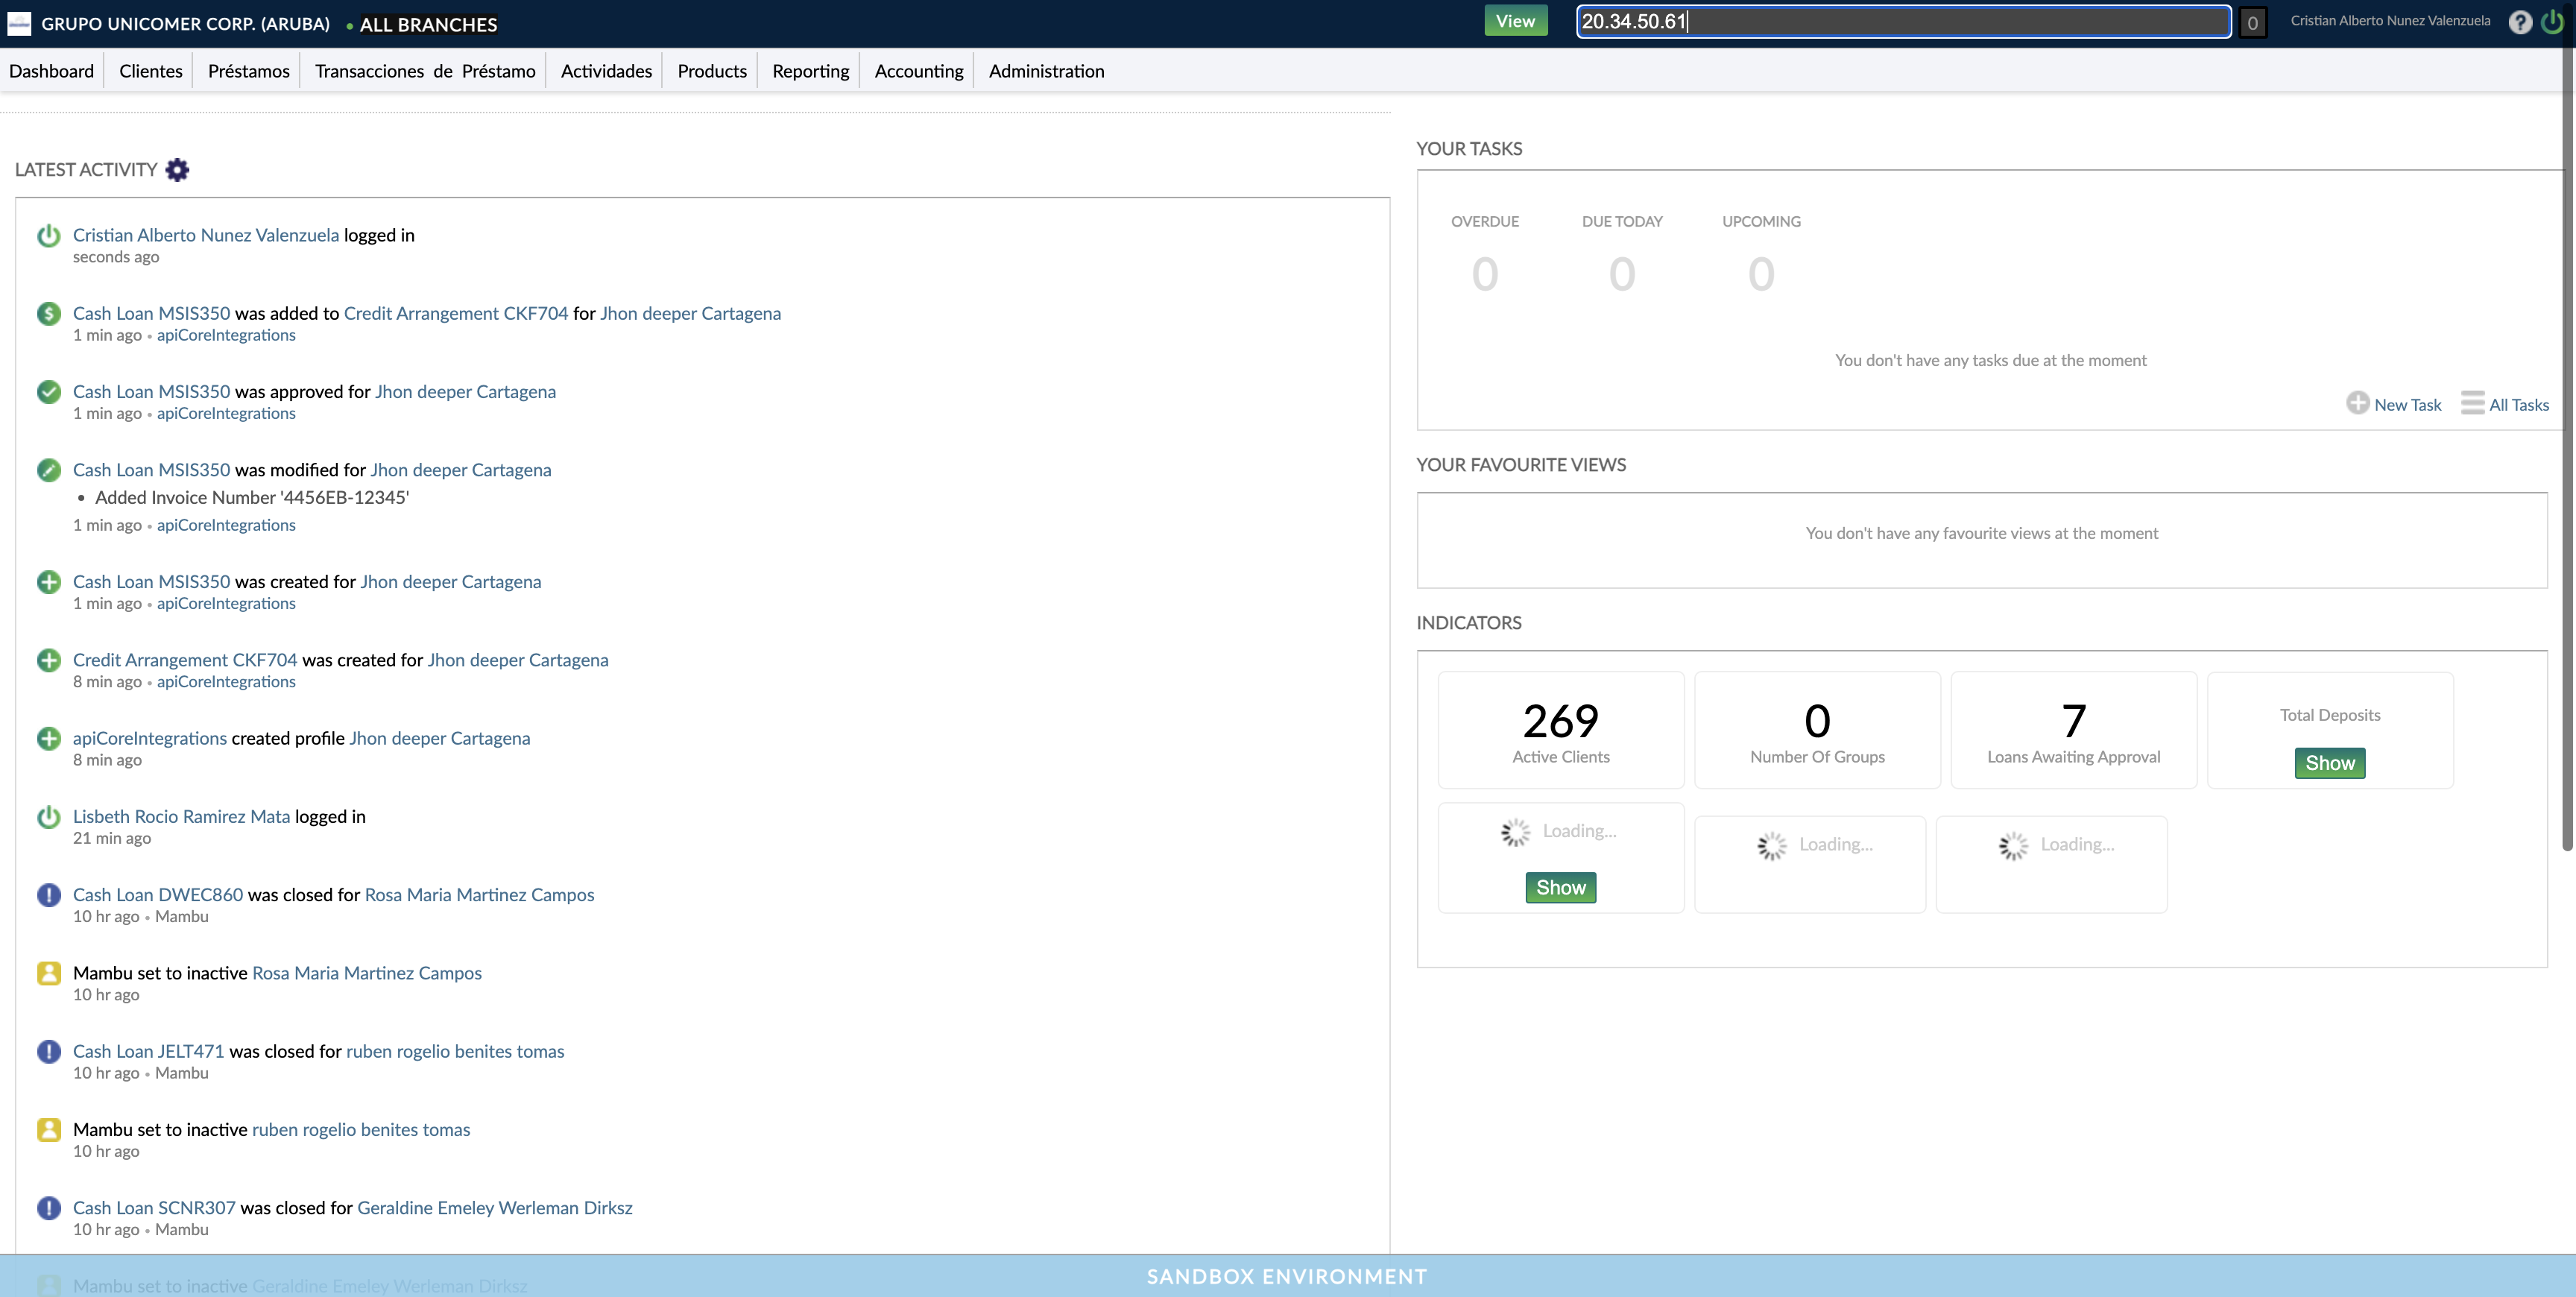 GRUPO UNICOMER CORP. (ARUBA) • ALL BRANCHES
View
20.34.50.61
0
Cristian Alberto Nunez Valenzuela
?
Dashboard Clientes Préstamos Transacciones de Préstamo Actividades Products Reporting Accounting Administration
LATEST ACTIVITY
Cristian Alberto Nunez Valenzuela logged in
seconds ago
Cash Loan MSIS350 was added to Credit Arrangement CKF704 for Jhon deeper Cartagena
1 min ago • apiCoreIntegrations
Cash Loan MSIS350 was approved for Jhon deeper Cartagena
1 min ago • apiCoreIntegrations
Cash Loan MSIS350 was modified for Jhon deeper Cartagena
• Added Invoice Number '4456EB-12345'
1 min ago • apiCoreIntegrations
Cash Loan MSIS350 was created for Jhon deeper Cartagena
1 min ago • apiCoreIntegrations
Credit Arrangement CKF704 was created for Jhon deeper Cartagena
8 min ago • apiCoreIntegrations
apiCoreIntegrations created profile Jhon deeper Cartagena
8 min ago
Lisbeth Rocio Ramirez Mata logged in
21 min ago
Cash Loan DWEC860 was closed for Rosa Maria Martinez Campos
10 hr ago • Mambu
Mambu set to inactive Rosa Maria Martinez Campos
10 hr ago
Cash Loan JELT471 was closed for ruben rogelio benites tomas
10 hr ago • Mambu
Mambu set to inactive ruben rogelio benites tomas
10 hr ago
Cash Loan SCNR307 was closed for Geraldine Emeley Werleman Dirksz
10 hr ago • Mambu
Mambu set to inactive Geraldine Emeley Werleman Dirksz
YOUR TASKS
OVERDUE DUE TODAY UPCOMING
0 0 0
You don't have any tasks due at the moment
New Task All Tasks
YOUR FAVOURITE VIEWS
You don't have any favourite views at the moment
INDICATORS
269
Active Clients
0
Number Of Groups
7
Loans Awaiting Approval
Total Deposits
Show
Loading...
Show
Loading...
Loading...
SANDBOX ENVIRONMENT